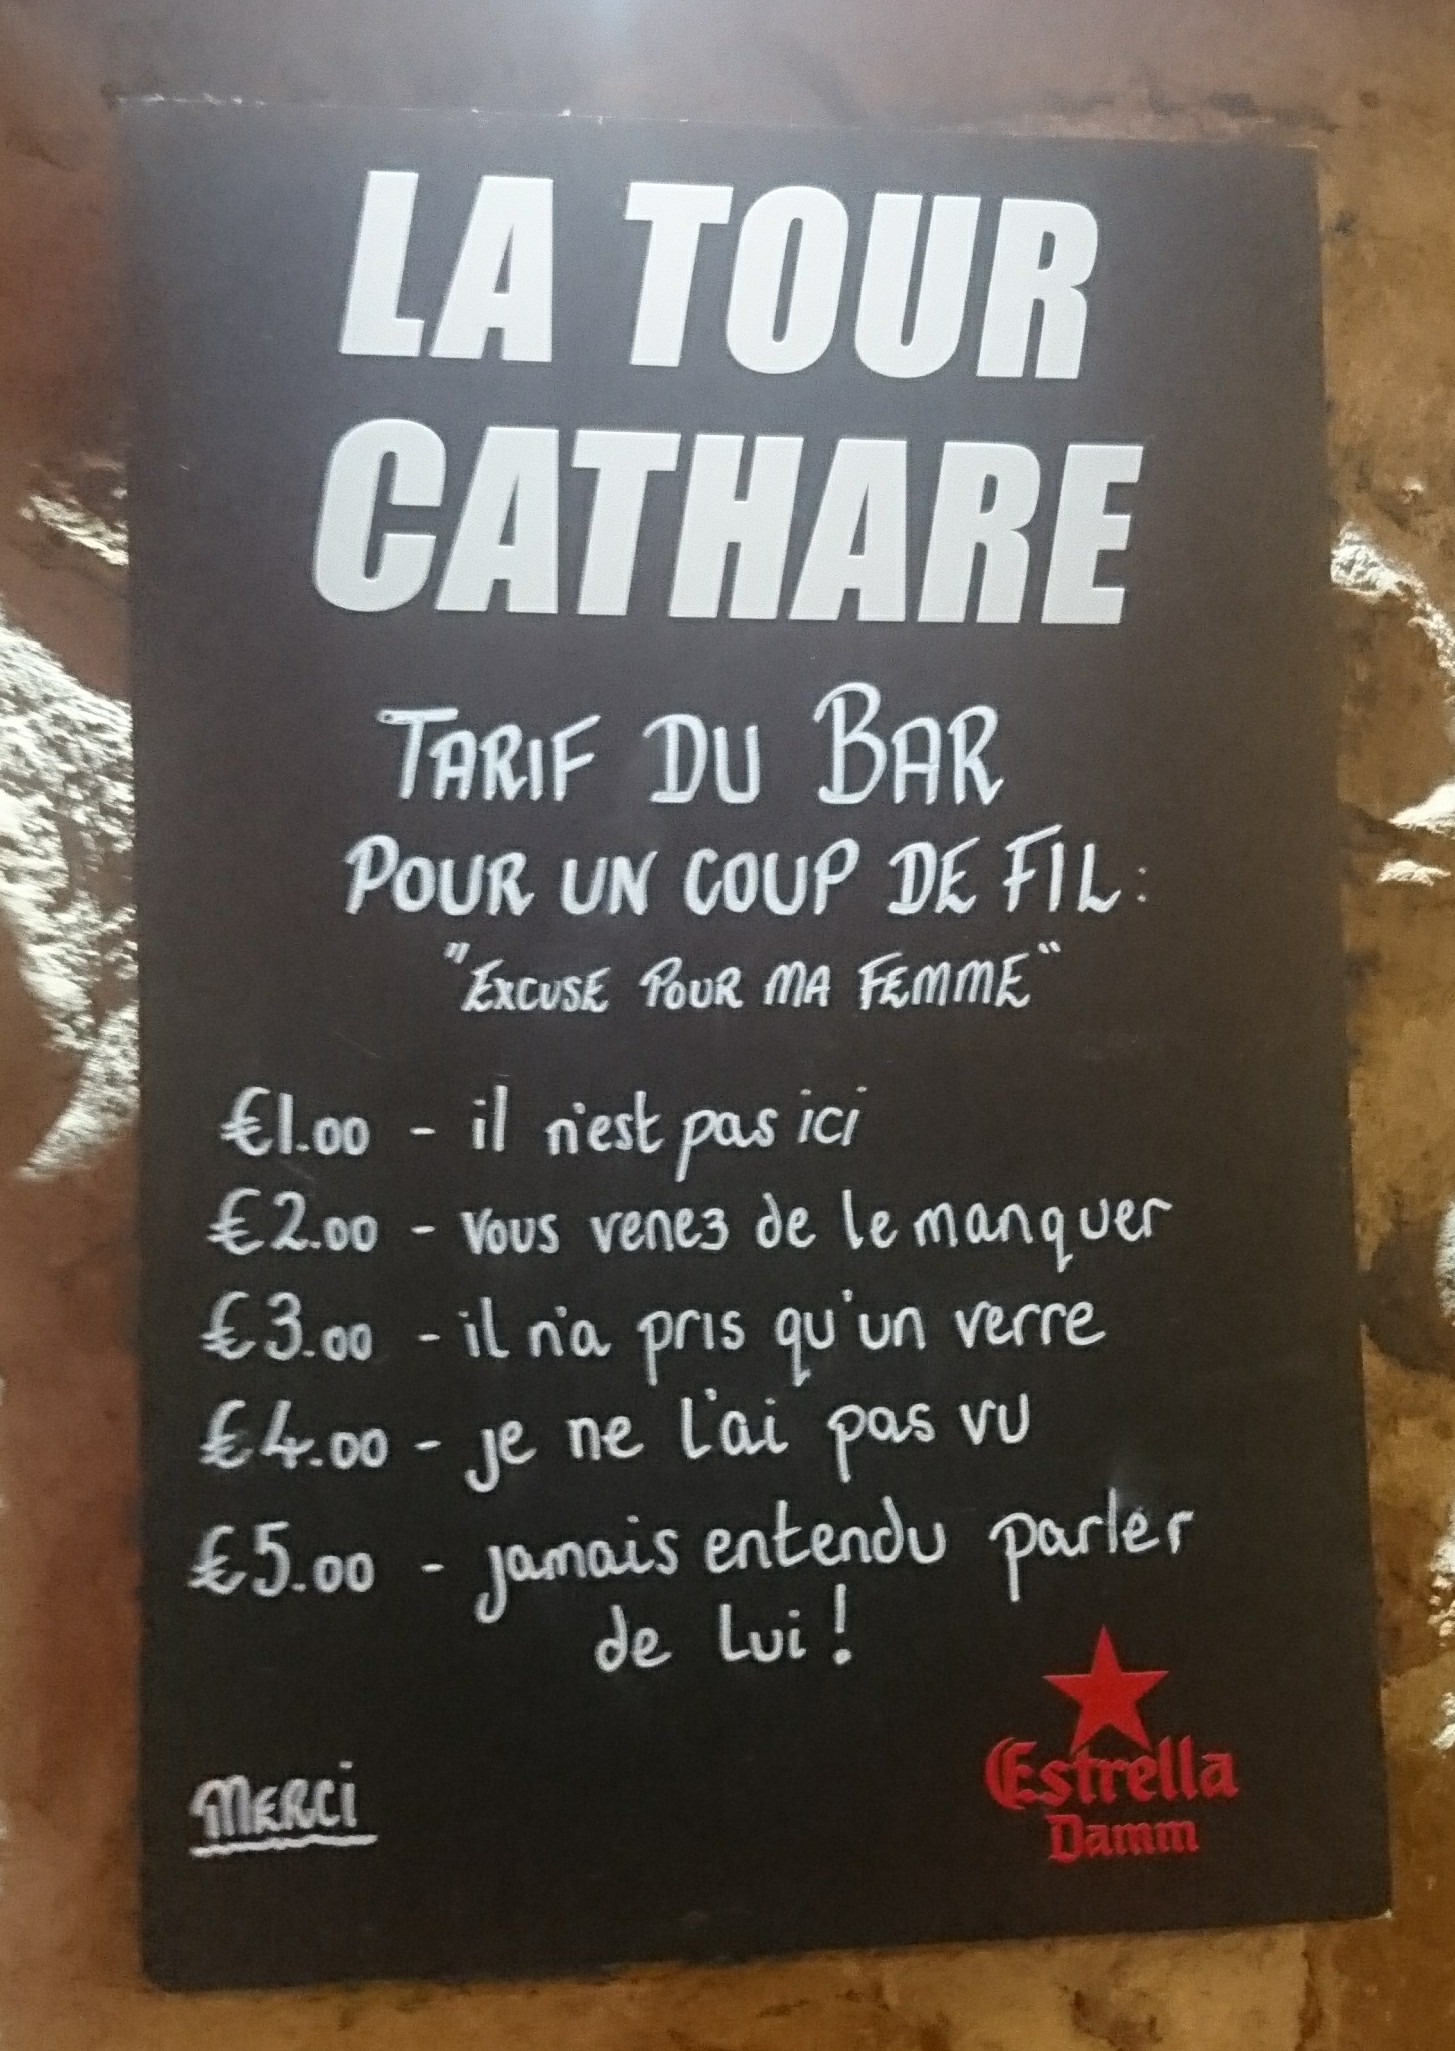 LA TOUR
CATHARE
TARIF DU BAR
POUR UN COUP DE FIL:
"EXCUSE POUR MA FEMME"
€1.00 - il n'est pas ici
€2.00 - vous venez de le manquer
€3.00 - il n'a pris qu'un verre
€4.00 - je ne l'ai pas vu
€5.00 - jamais entendu parler
de lui !
MERCi
Estrella
Damm